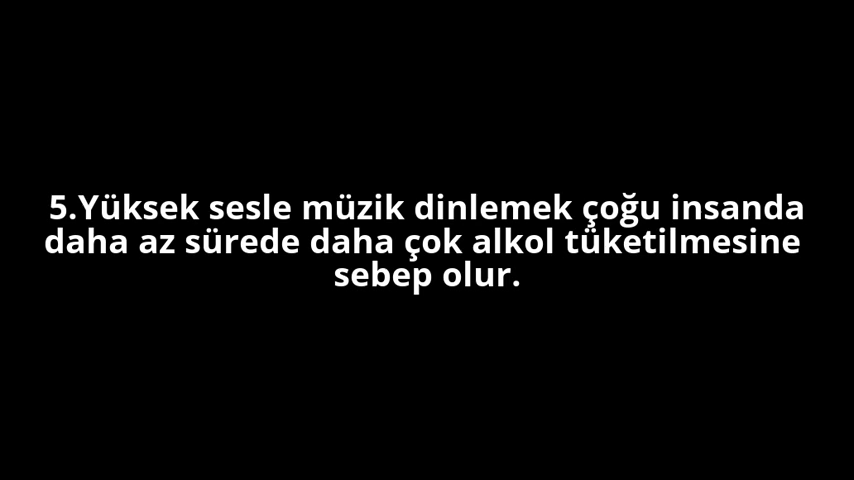 5.Yüksek sesle müzik dinlemek çoğu insanda
daha az sürede daha çok alkol tüketilmesine
sebep olur.